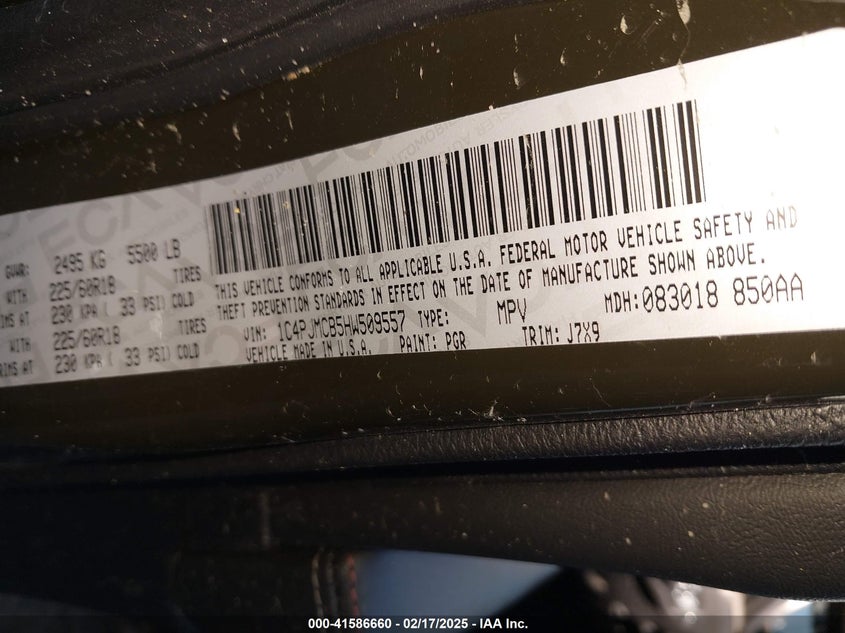 GVWR: 2495 KG 5500 LB
WITH 225/60R18 TIRES
RIMS AT 230 KPA ( 33 PSI) COLD
WITH 225/60R18 TIRES
RIMS AT 230 KPA ( 33 PSI) COLD
THIS VEHICLE CONFORMS TO ALL APPLICABLE U.S.A. FEDERAL MOTOR VEHICLE SAFETY AND
THEFT PREVENTION STANDARDS IN EFFECT ON THE DATE OF MANUFACTURE SHOWN ABOVE.
VIN: 1C4PJMCB5HW509557 TYPE: MPV MDH: 083018 850AA
VEHICLE MADE IN U.S.A. PAINT: PGR TRIM: J7X9
000-41586660 - 02/17/2025 - IAA Inc.